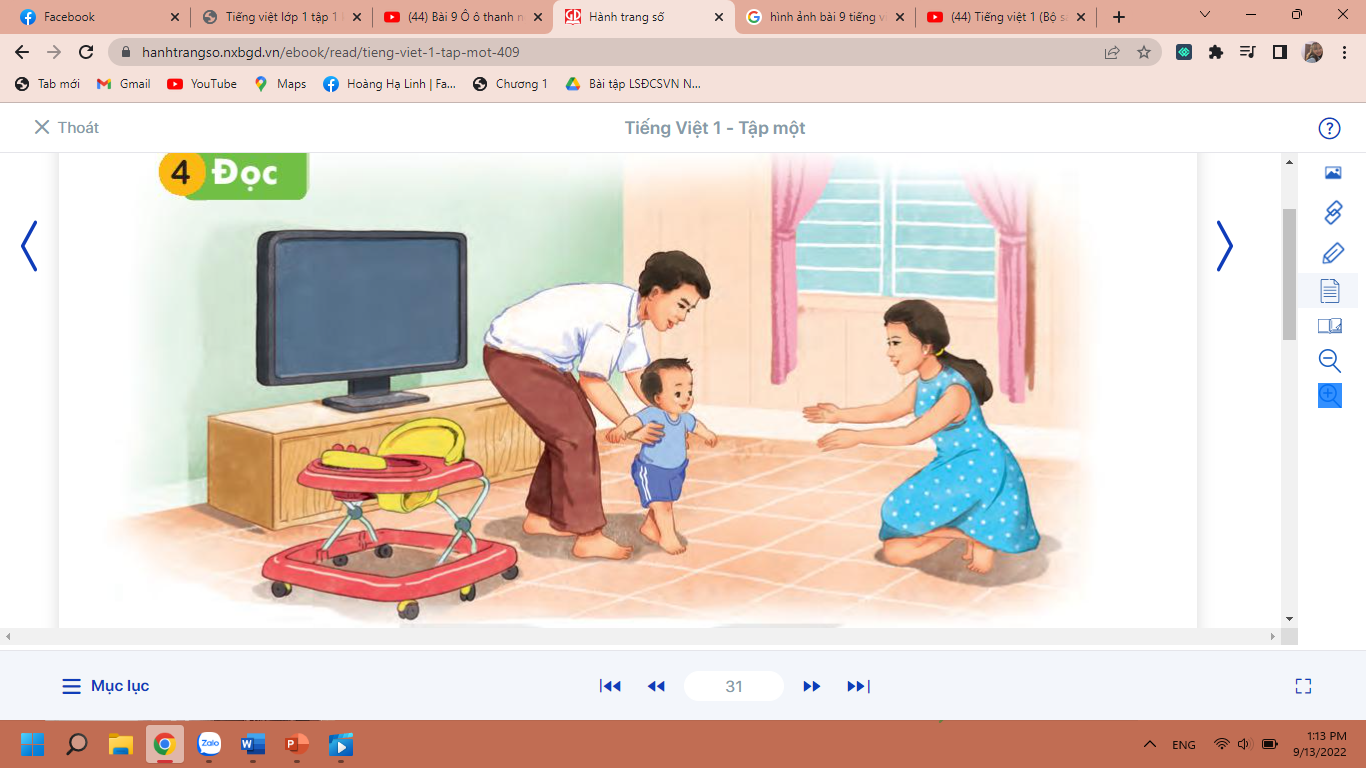 Facebook
Tiếng việt lớp 1 tập 1
(44) Bài 9 Ô ô thanh n
Hành trang số
hình ảnh bài 9 tiếng v
(44) Tiếng việt 1 (Bộ s
hanhtrangso.nxbgd.vn/ebook/read/tieng-viet-1-tap-mot-409
Tab mới
Gmail
YouTube
Maps
Hoàng Hạ Linh | Fa...
Chương 1
Bài tập LSĐCSVN N...
Thoát
Tiếng Việt 1 - Tập một
4 Đọc
Mục lục
31
ENG
1:13 PM
9/13/2022